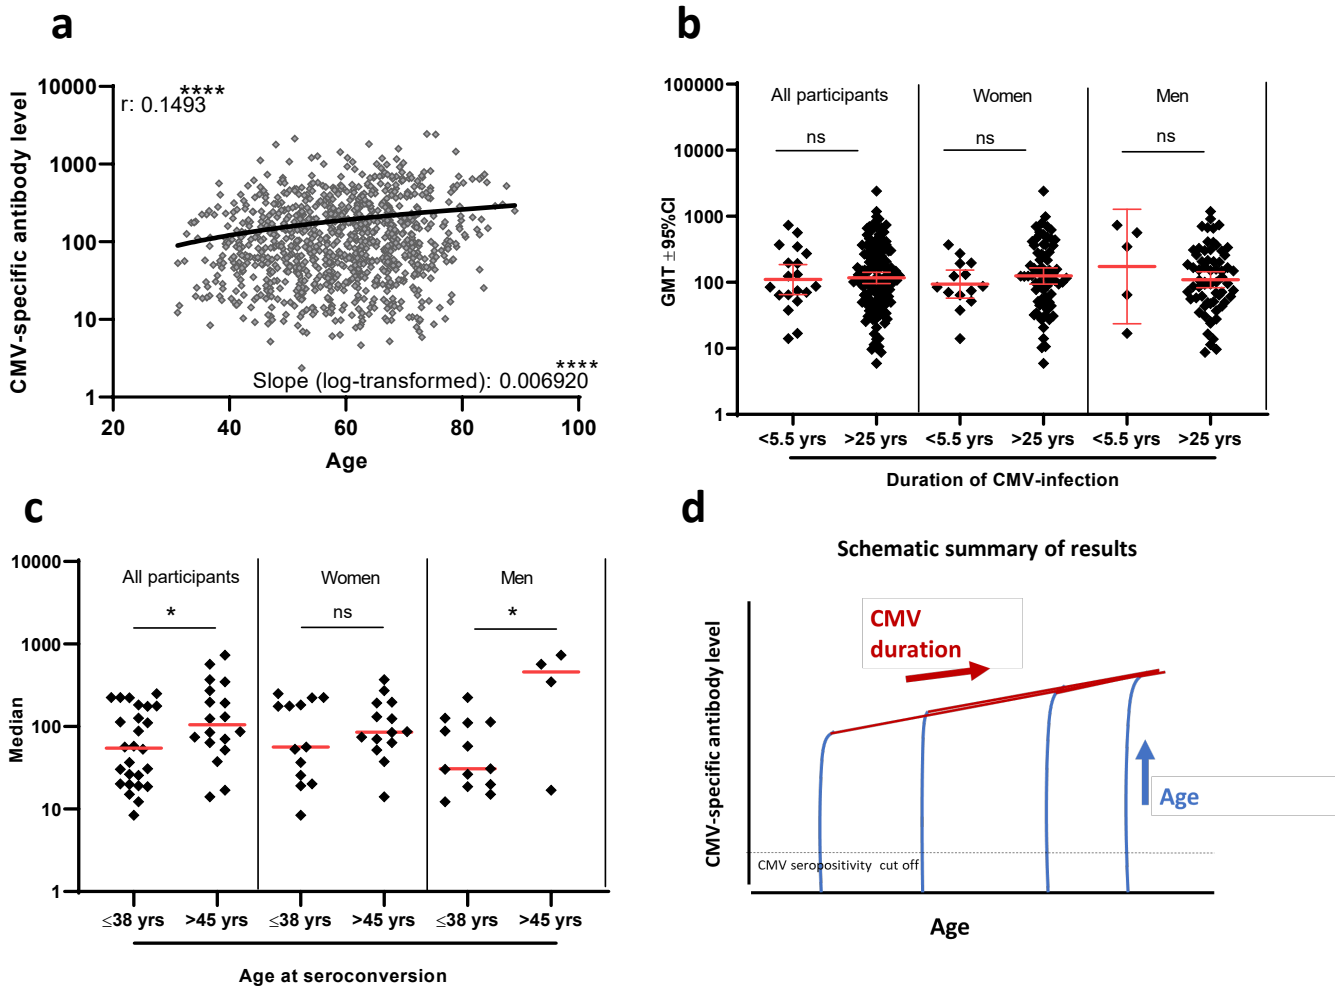 a
CMV-specific antibody level
10000
1000
100
10
1
r: 0.1493
****
****
Slope (log-transformed): 0.006920
20 40 60 80 100
Age
b
GMT ±95%CI
100000
10000
1000
100
10
1
All participants Women Men
ns ns ns
<5.5 yrs >25 yrs <5.5 yrs >25 yrs <5.5 yrs >25 yrs
Duration of CMV-infection
c
Median
10000
1000
100
10
1
All participants Women Men
* ns *
≤38 yrs >45 yrs ≤38 yrs >45 yrs ≤38 yrs >45 yrs
Age at seroconversion
d
Schematic summary of results
CMV-specific antibody level
CMV
duration
Age
CMV seropositivity cut off
Age